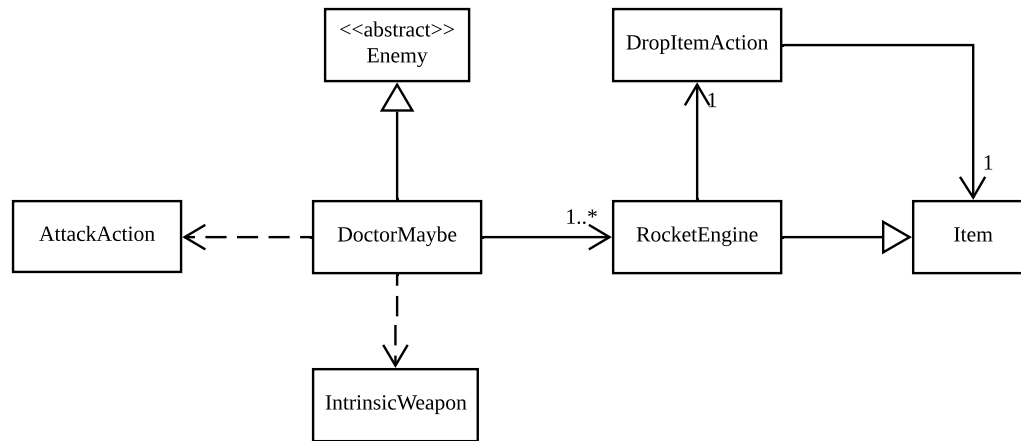 <<abstract>>
Enemy
DropItemAction
1
1
AttackAction
DoctorMaybe
1..*
RocketEngine
Item
IntrinsicWeapon